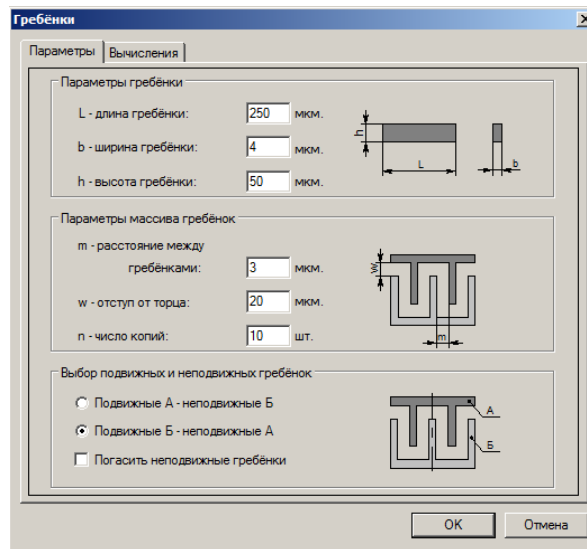 Гребёнки
Параметры Вычисления
Параметры гребёнки
L - длина гребёнки: 250 мкм.
b - ширина гребёнки: 4 мкм.
h - высота гребёнки: 50 мкм.
h
L
b
Параметры массива гребёнок
m - расстояние между
гребёнками: 3 мкм.
w - отступ от торца: 20 мкм.
n - число копий: 10 шт.
w
m
Выбор подвижных и неподвижных гребёнок
Подвижные А - неподвижные Б
Подвижные Б - неподвижные А
Погасить неподвижные гребёнки
А
Б
OK Отмена